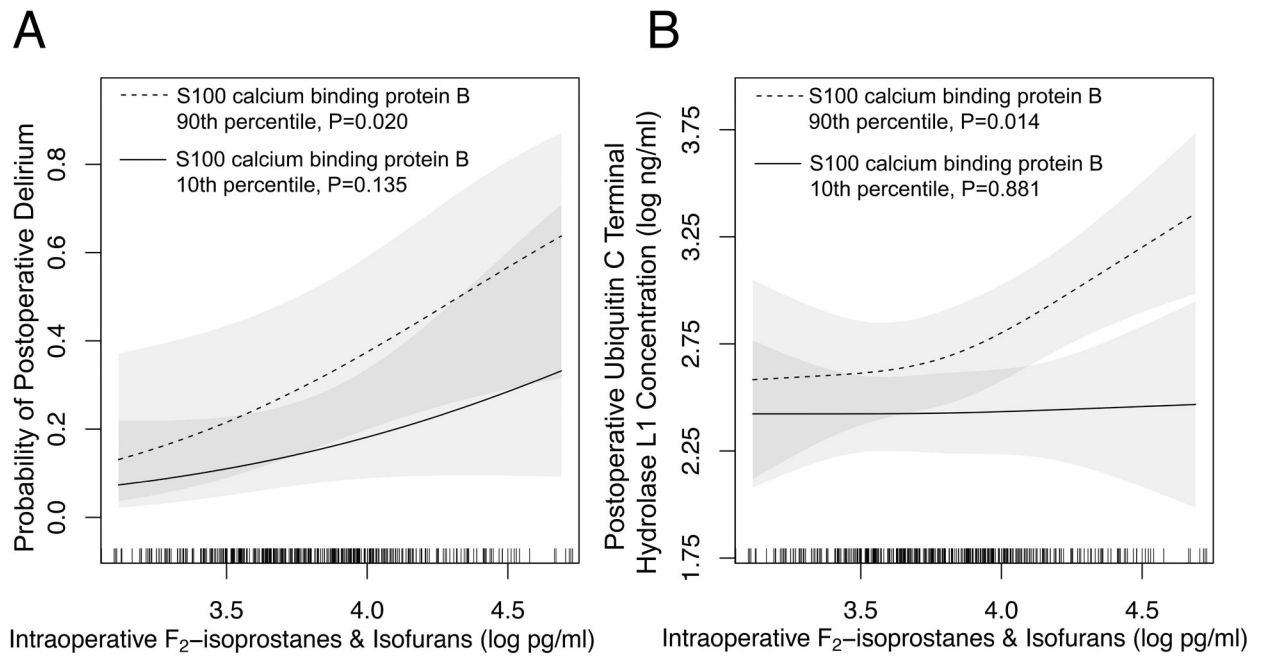 A
S100 calcium binding protein B
90th percentile, P=0.020
S100 calcium binding protein B
10th percentile, P=0.135
Probability of Postoperative Delirium
0.8
0.6
0.4
0.2
0.0
3.5 4.0 4.5
Intraoperative F₂–isoprostanes & Isofurans (log pg/ml)
B
S100 calcium binding protein B
90th percentile, P=0.014
S100 calcium binding protein B
10th percentile, P=0.881
Postoperative Ubiquitin C Terminal
Hydrolase L1 Concentration (log ng/ml)
3.75
3.25
2.75
2.25
1.75
3.5 4.0 4.5
Intraoperative F₂–isoprostanes & Isofurans (log pg/ml)